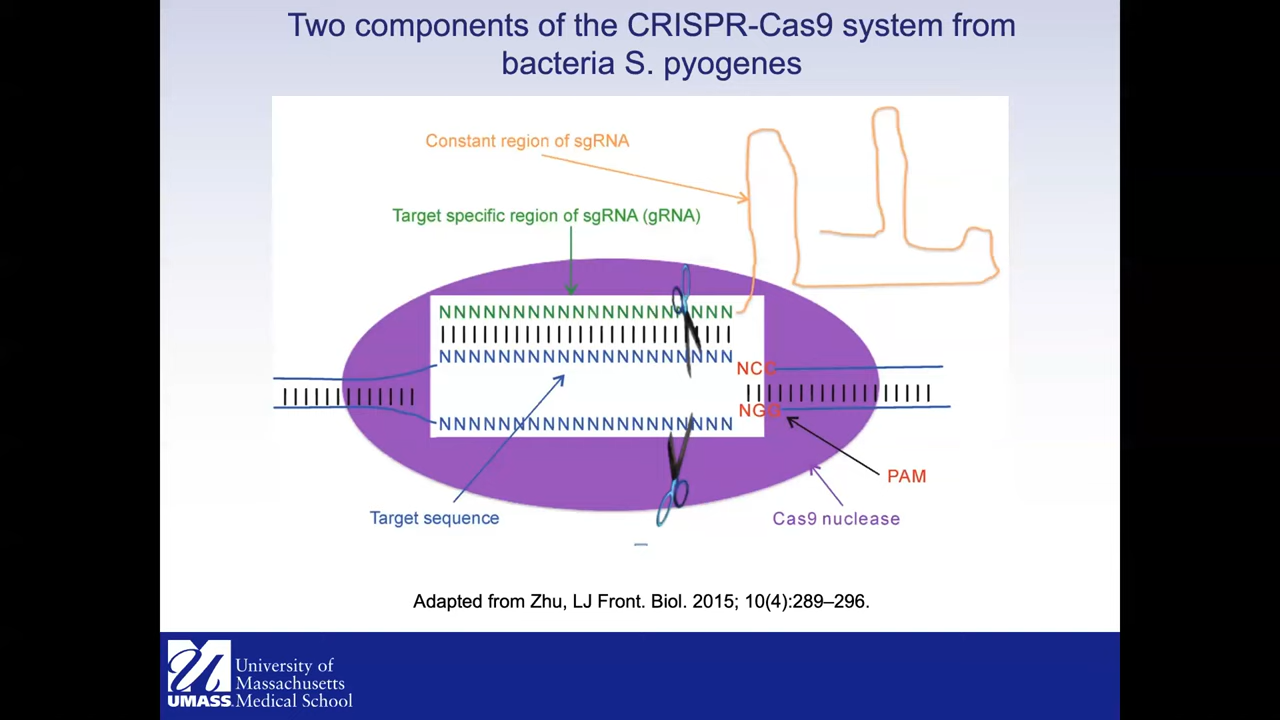 Two components of the CRISPR-Cas9 system from
bacteria S. pyogenes
Constant region of sgRNA
Target specific region of sgRNA (gRNA)
NNNNNNNNNNNNNNNNNNNN
NNNNNNNNNNNNNNNNNNNN
NCC
NGG
NNNNNNNNNNNNNNNNNNNN
PAM
Target sequence
Cas9 nuclease
Adapted from Zhu, LJ Front. Biol. 2015; 10(4):289–296.
University of
Massachusetts
UMASS Medical School